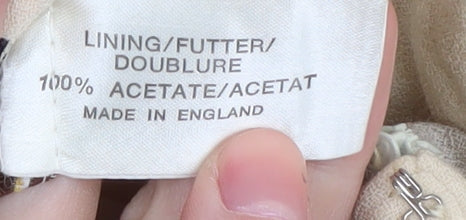 LINING/FUTTER/
DOUBLURE
100% ACETATE/ACETAT
MADE IN ENGLAND